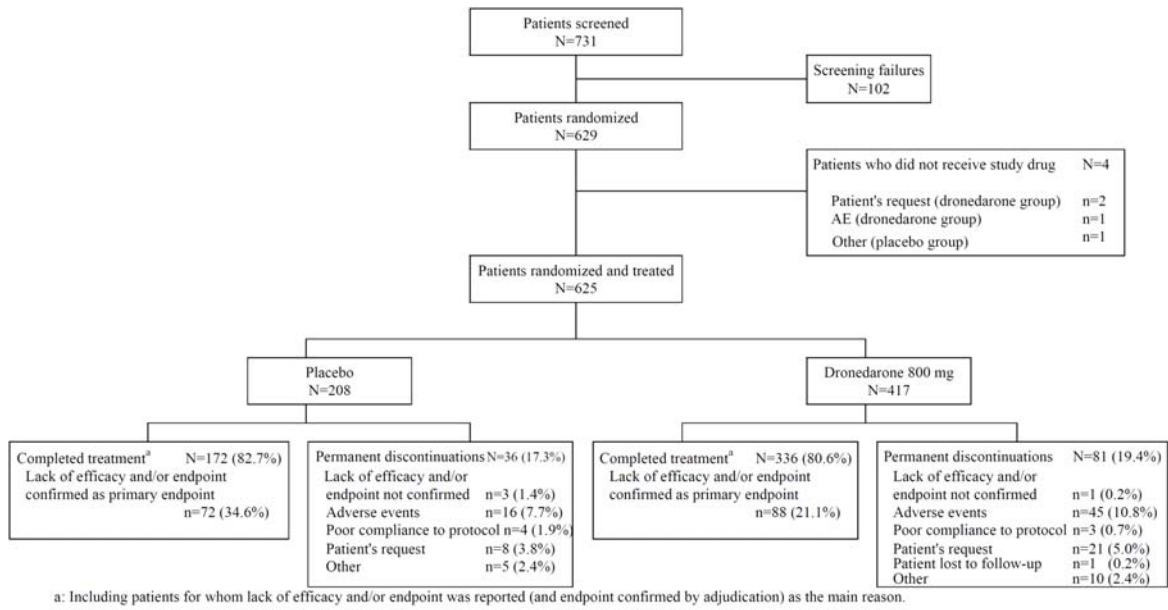 Patients screened
N=731
Screening failures
N=102
Patients randomized
N=629
Patients who did not receive study drug N=4
Patient's request (dronedarone group) n=2
AE (dronedarone group) n=1
Other (placebo group) n=1
Patients randomized and treated
N=625
Placebo
N=208
Dronedarone 800 mg
N=417
Completed treatmentᵃ N=172 (82.7%)
Lack of efficacy and/or endpoint
confirmed as primary endpoint
n=72 (34.6%)
Permanent discontinuations N=36 (17.3%)
Lack of efficacy and/or
endpoint not confirmed n=3 (1.4%)
Adverse events n=16 (7.7%)
Poor compliance to protocol n=4 (1.9%)
Patient's request n=8 (3.8%)
Other n=5 (2.4%)
Completed treatmentᵃ N=336 (80.6%)
Lack of efficacy and/or endpoint
confirmed as primary endpoint
n=88 (21.1%)
Permanent discontinuations N=81 (19.4%)
Lack of efficacy and/or
endpoint not confirmed n=1 (0.2%)
Adverse events n=45 (10.8%)
Poor compliance to protocol n=3 (0.7%)
Patient's request n=21 (5.0%)
Patient lost to follow-up n=1 (0.2%)
Other n=10 (2.4%)
a: Including patients for whom lack of efficacy and/or endpoint was reported (and endpoint confirmed by adjudication) as the main reason.